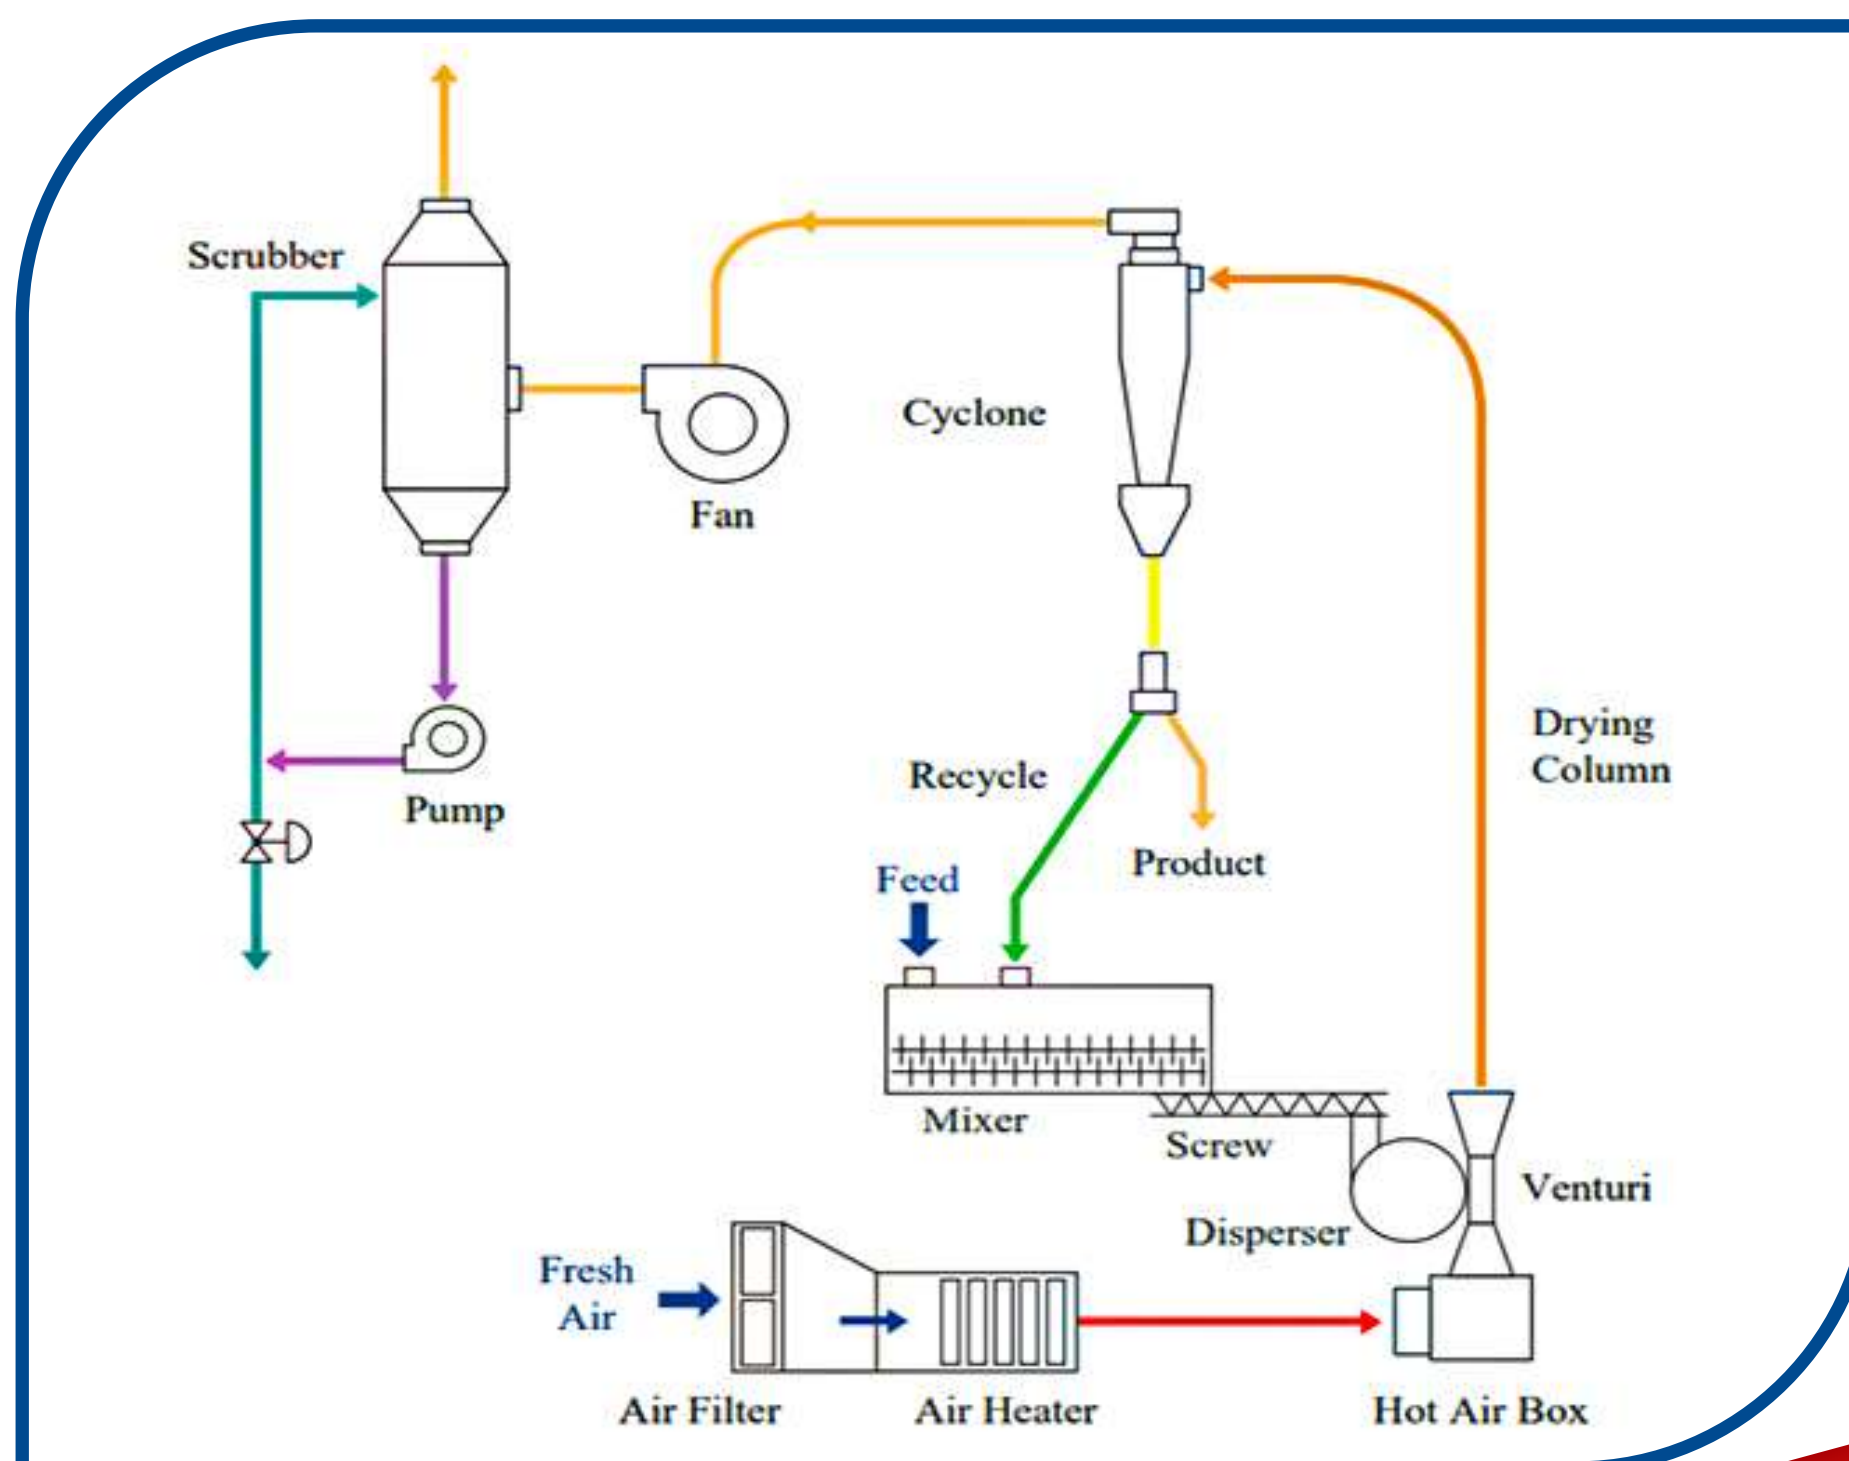 Scrubber
Cyclone
Fan
Drying
Column
Recycle
Pump
Product
Feed
Mixer
Screw
Venturi
Disperser
Fresh
Air
Air Filter
Air Heater
Hot Air Box